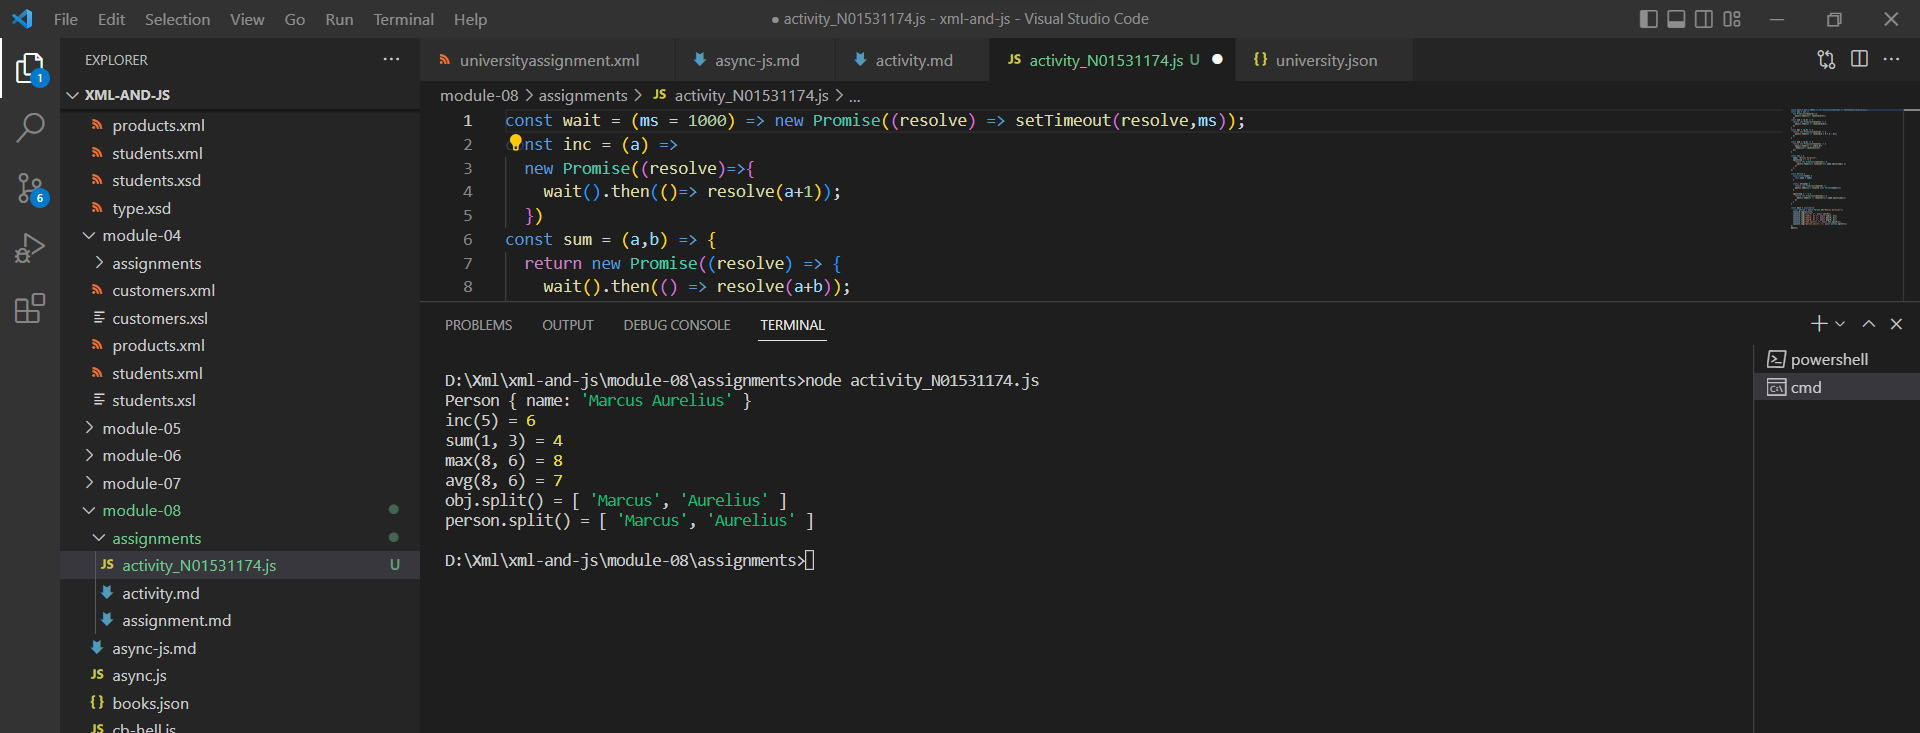 File Edit Selection View Go Run Terminal Help
● activity_N01531174.js - xml-and-js - Visual Studio Code
1
6
EXPLORER ...
XML-AND-JS
products.xml
students.xml
students.xsd
type.xsd
module-04
assignments
customers.xml
customers.xsl
products.xml
students.xml
students.xsl
module-05
module-06
module-07
module-08
assignments
JS activity_N01531174.js U
activity.md
assignment.md
async-js.md
JS async.js
{} books.json
JS cb-hell.js
universityassignment.xml
async-js.md
activity.md
JS activity_N01531174.js U ●
{} university.json
module-08 > assignments > JS activity_N01531174.js > ...
1 const wait = (ms = 1000) => new Promise((resolve) => setTimeout(resolve,ms));
2 nst inc = (a) =>
3 new Promise((resolve)=>{
4 wait().then(()=> resolve(a+1));
5 })
6 const sum = (a,b) => {
7 return new Promise((resolve) => {
8 wait().then(() => resolve(a+b));
PROBLEMS OUTPUT DEBUG CONSOLE TERMINAL
D:\Xml\xml-and-js\module-08\assignments>node activity_N01531174.js
Person { name: 'Marcus Aurelius' }
inc(5) = 6
sum(1, 3) = 4
max(8, 6) = 8
avg(8, 6) = 7
obj.split() = [ 'Marcus', 'Aurelius' ]
person.split() = [ 'Marcus', 'Aurelius' ]
D:\Xml\xml-and-js\module-08\assignments>
powershell
cmd